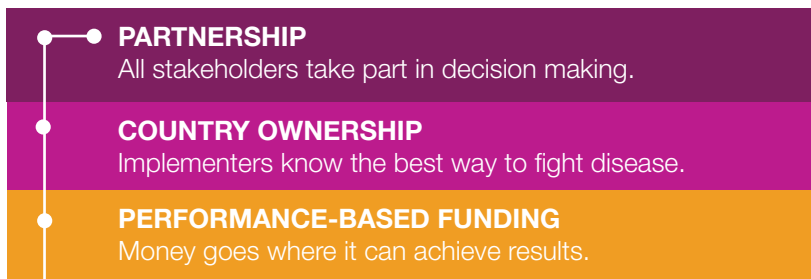 PARTNERSHIP
All stakeholders take part in decision making.
COUNTRY OWNERSHIP
Implementers know the best way to fight disease.
PERFORMANCE-BASED FUNDING
Money goes where it can achieve results.